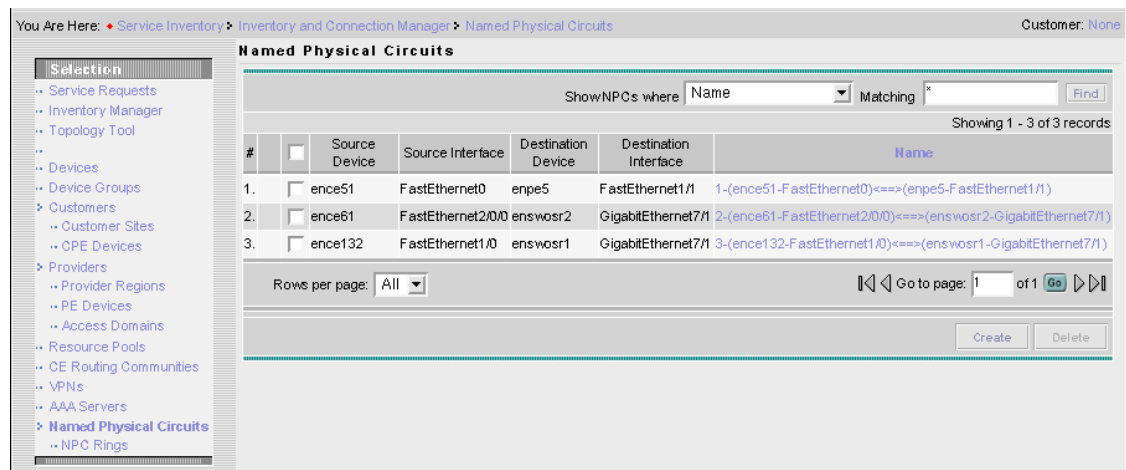 You Are Here: Service Inventory Inventory and Connection Manager Named Physical Circuits Customer: None
Named Physical Circuits
Selection
Service Requests
Inventory Manager
Topology Tool
Devices
Device Groups
Customers
Customer Sites
CPE Devices
Providers
Provider Regions
PE Devices
Access Domains
Resource Pools
CE Routing Communities
VPNs
AAA Servers
Named Physical Circuits
NPC Rings
Show NPCs where Name Matching * Find
Showing 1 - 3 of 3 records
# Source Device Source Interface Destination Device Destination Interface Name
1. ence51 FastEthernet0 enpe5 FastEthernet1/1 1-(ence51-FastEthernet0)<==>(enpe5-FastEthernet1/1)
2. ence61 FastEthernet2/0/0 enswosr2 GigabitEthernet7/1 2-(ence61-FastEthernet2/0/0)<==>(enswosr2-GigabitEthernet7/1)
3. ence132 FastEthernet1/0 enswosr1 GigabitEthernet7/1 3-(ence132-FastEthernet1/0)<==>(enswosr1-GigabitEthernet7/1)
Rows per page: All Go to page: 1 of 1 Go
Create Delete